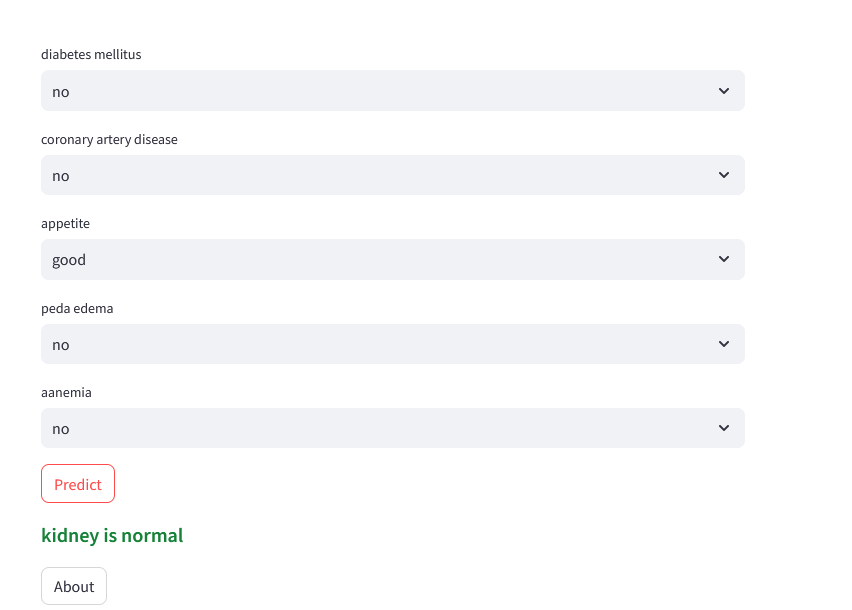 diabetes mellitus
no
coronary artery disease
no
appetite
good
peda edema
no
aanemia
no
Predict
kidney is normal
About